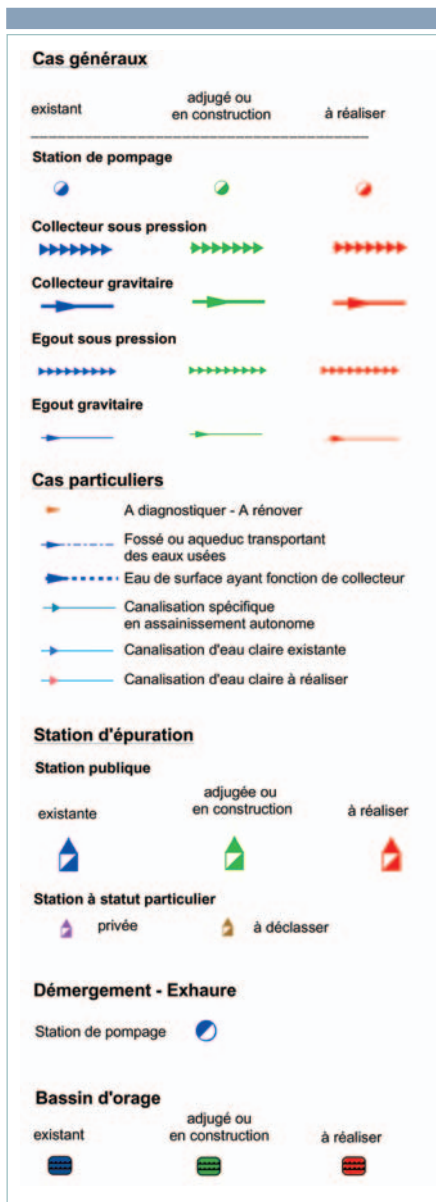 Cas généraux
existant
adjugé ou
en construction
à réaliser
Station de pompage
Collecteur sous pression
Collecteur gravitaire
Egout sous pression
Egout gravitaire
Cas particuliers
A diagnostiquer - A rénover
Fossé ou aqueduc transportant
des eaux usées
Eau de surface ayant fonction de collecteur
Canalisation spécifique
en assainissement autonome
Canalisation d'eau claire existante
Canalisation d'eau claire à réaliser
Station d'épuration
Station publique
existante
adjugée ou
en construction
à réaliser
Station à statut particulier
privée
à déclasser
Démergement - Exhaure
Station de pompage
Bassin d'orage
existant
adjugé ou
en construction
à réaliser